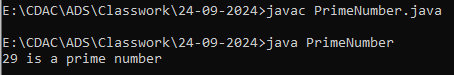 E:\CDAC\ADS\Classwork\24-09-2024>javac PrimeNumber.java
E:\CDAC\ADS\Classwork\24-09-2024>java PrimeNumber
29 is a prime number